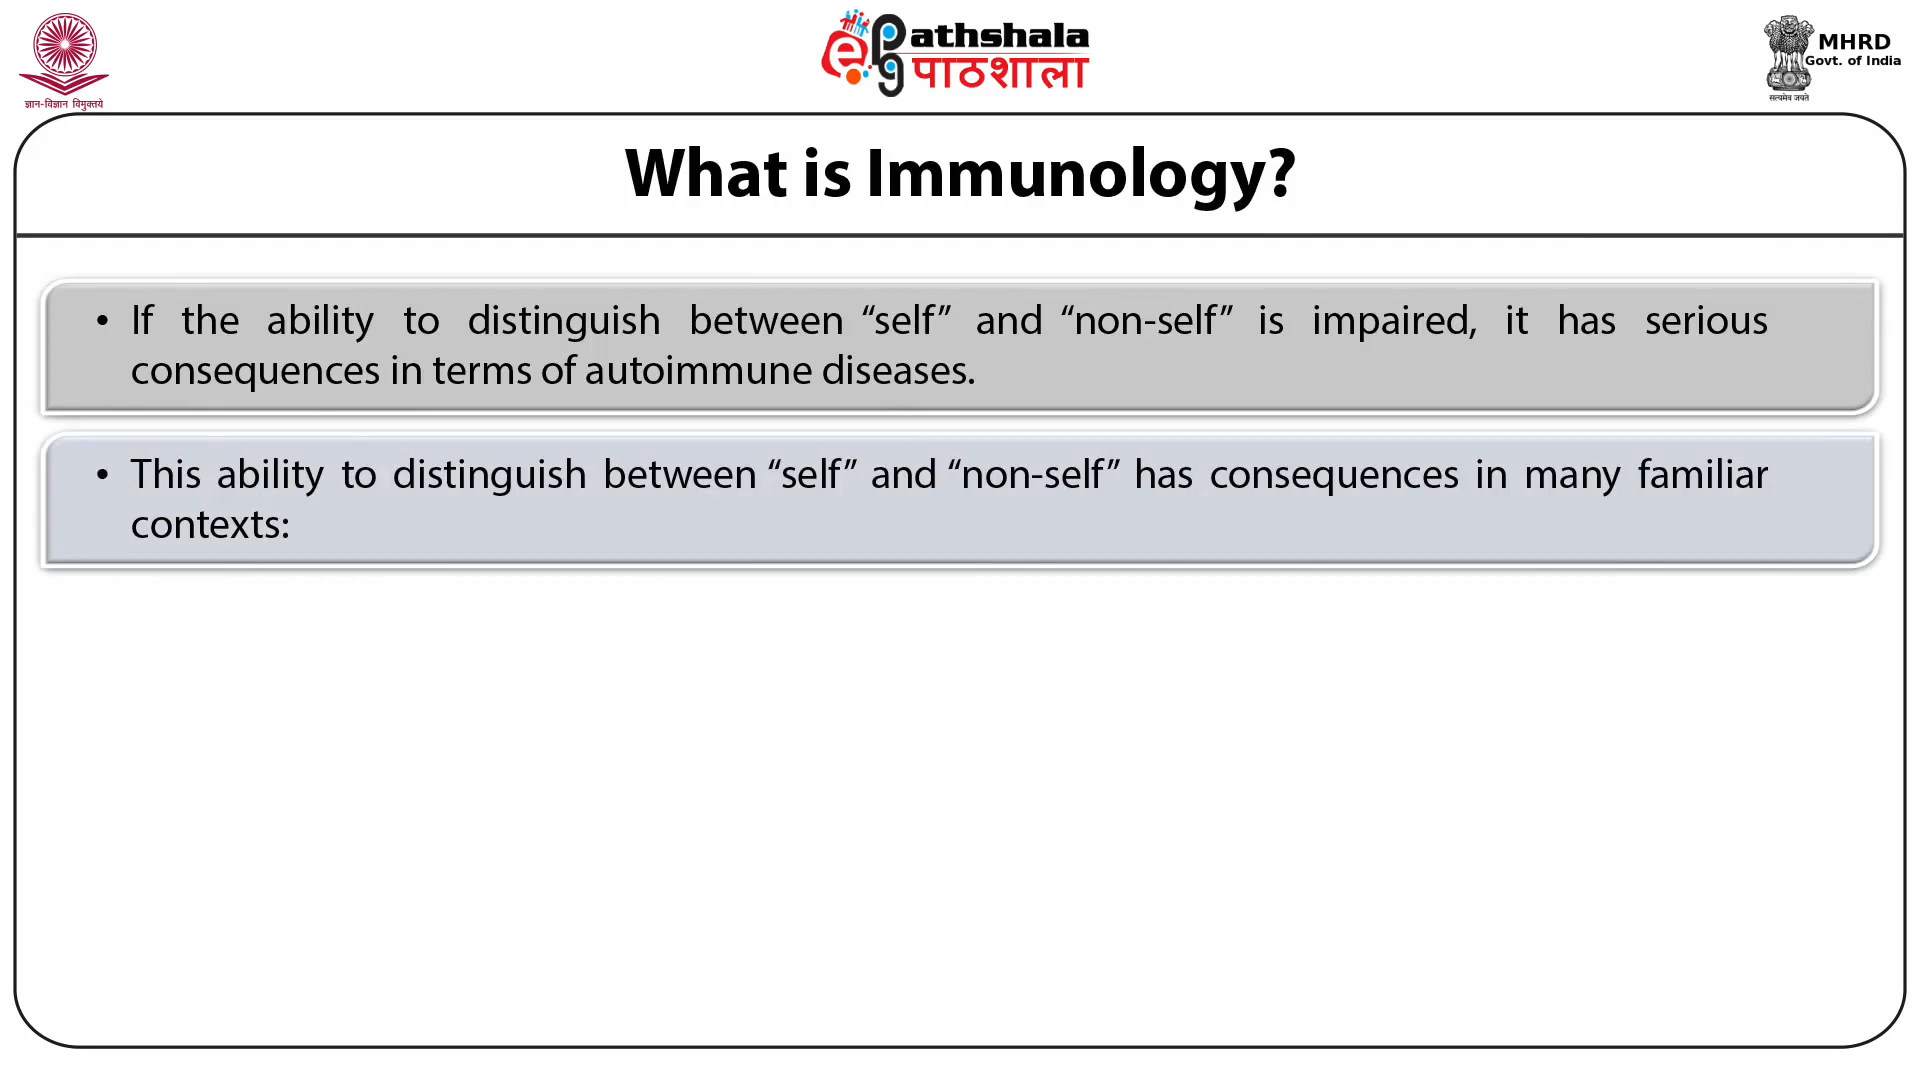 ज्ञान-विज्ञान विमुक्तये
e pg athshala
पाठशाला
MHRD
Govt. of India
सत्यमेव जयते
What is Immunology?
• If the ability to distinguish between “self” and “non-self” is impaired, it has serious
consequences in terms of autoimmune diseases.
• This ability to distinguish between “self” and “non-self” has consequences in many familiar
contexts: